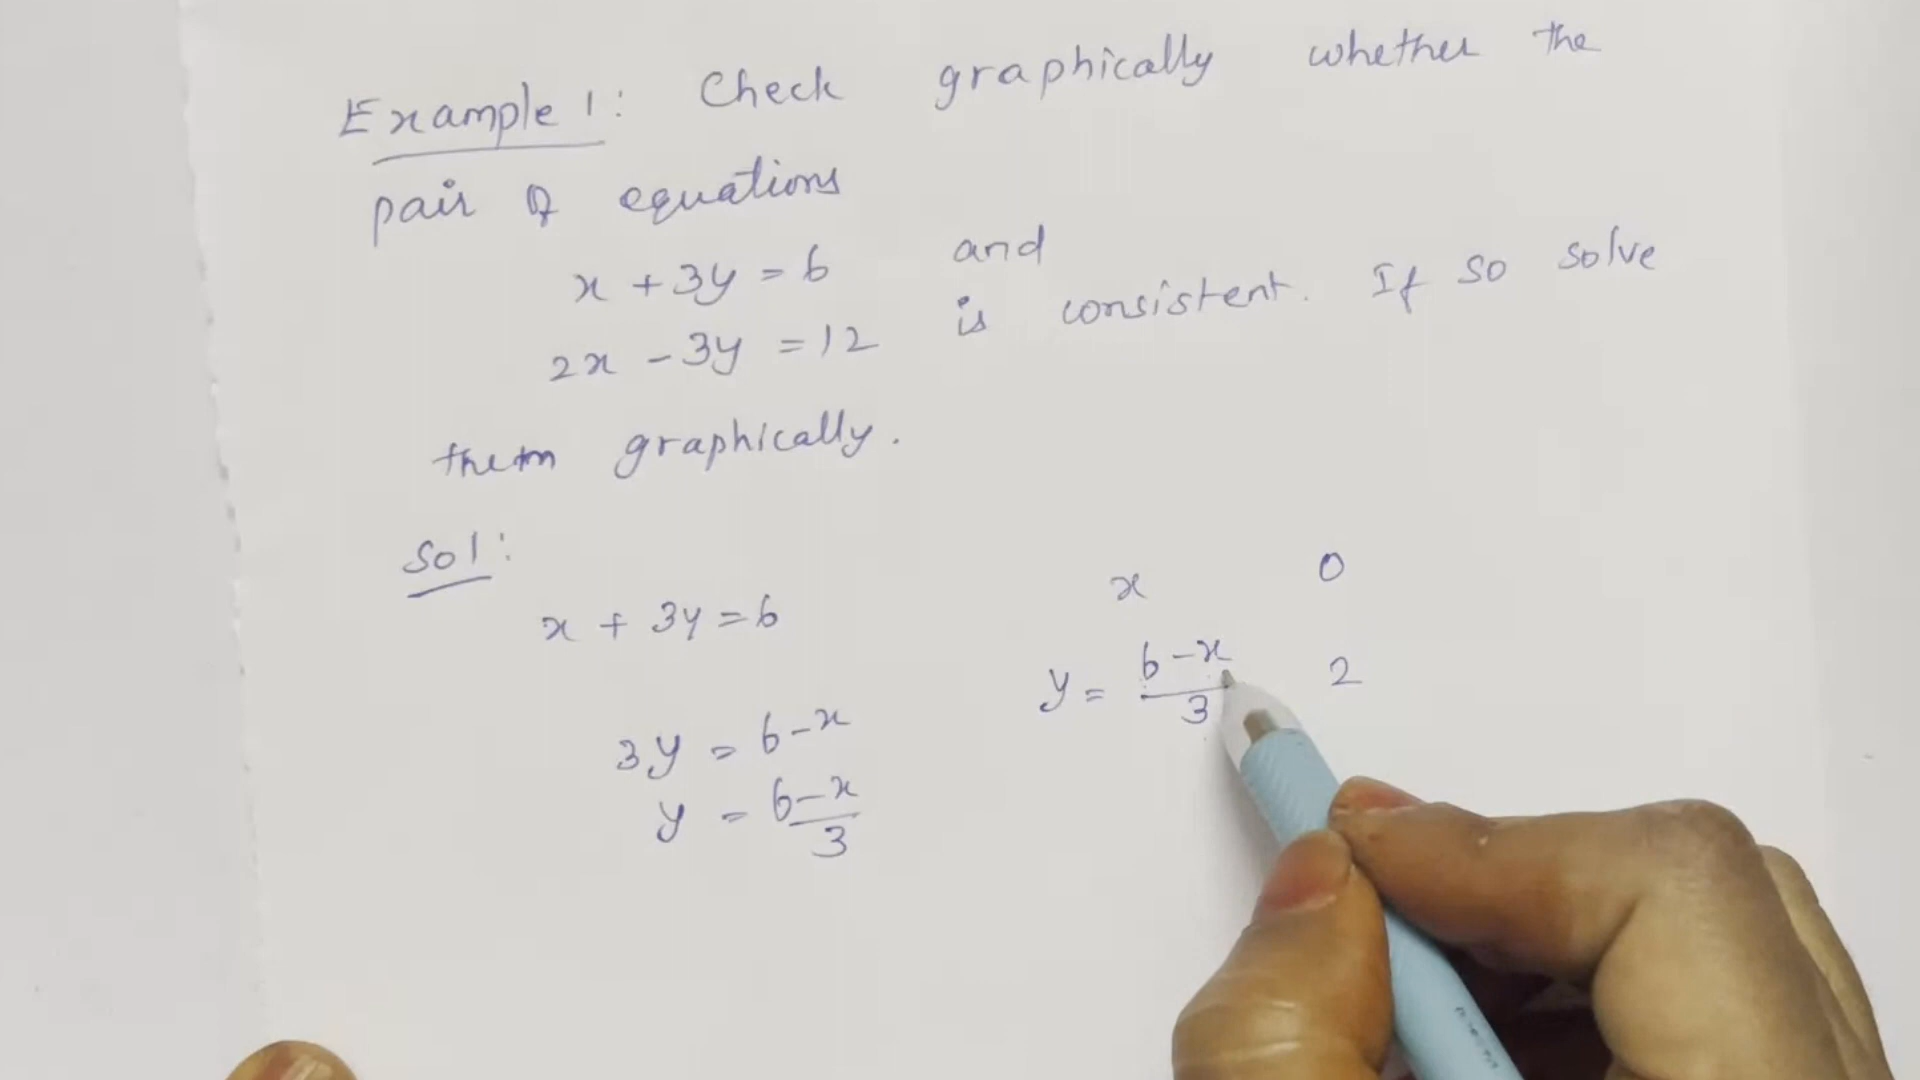 Example 1: Check graphically whether the
pair of equations
x + 3y = 6 and
2x - 3y = 12 is consistent. If so solve
them graphically.
Sol:
x + 3y = 6
3y = 6-x
y = 6-x/3
x 0
y = 6-x/3 2